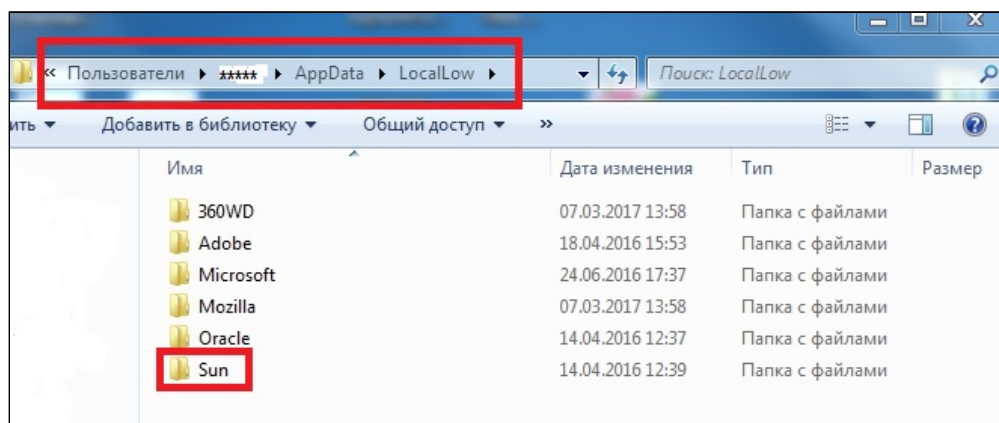 « Пользователи ▸ ***** ▸ AppData ▸ LocalLow ▸ Поиск: LocalLow
ить ▾ Добавить в библиотеку ▾ Общий доступ ▾ »
Имя Дата изменения Тип Размер
360WD 07.03.2017 13:58 Папка с файлами
Adobe 18.04.2016 15:53 Папка с файлами
Microsoft 24.06.2016 17:37 Папка с файлами
Mozilla 07.03.2017 13:58 Папка с файлами
Oracle 14.04.2016 12:37 Папка с файлами
Sun 14.04.2016 12:39 Папка с файлами